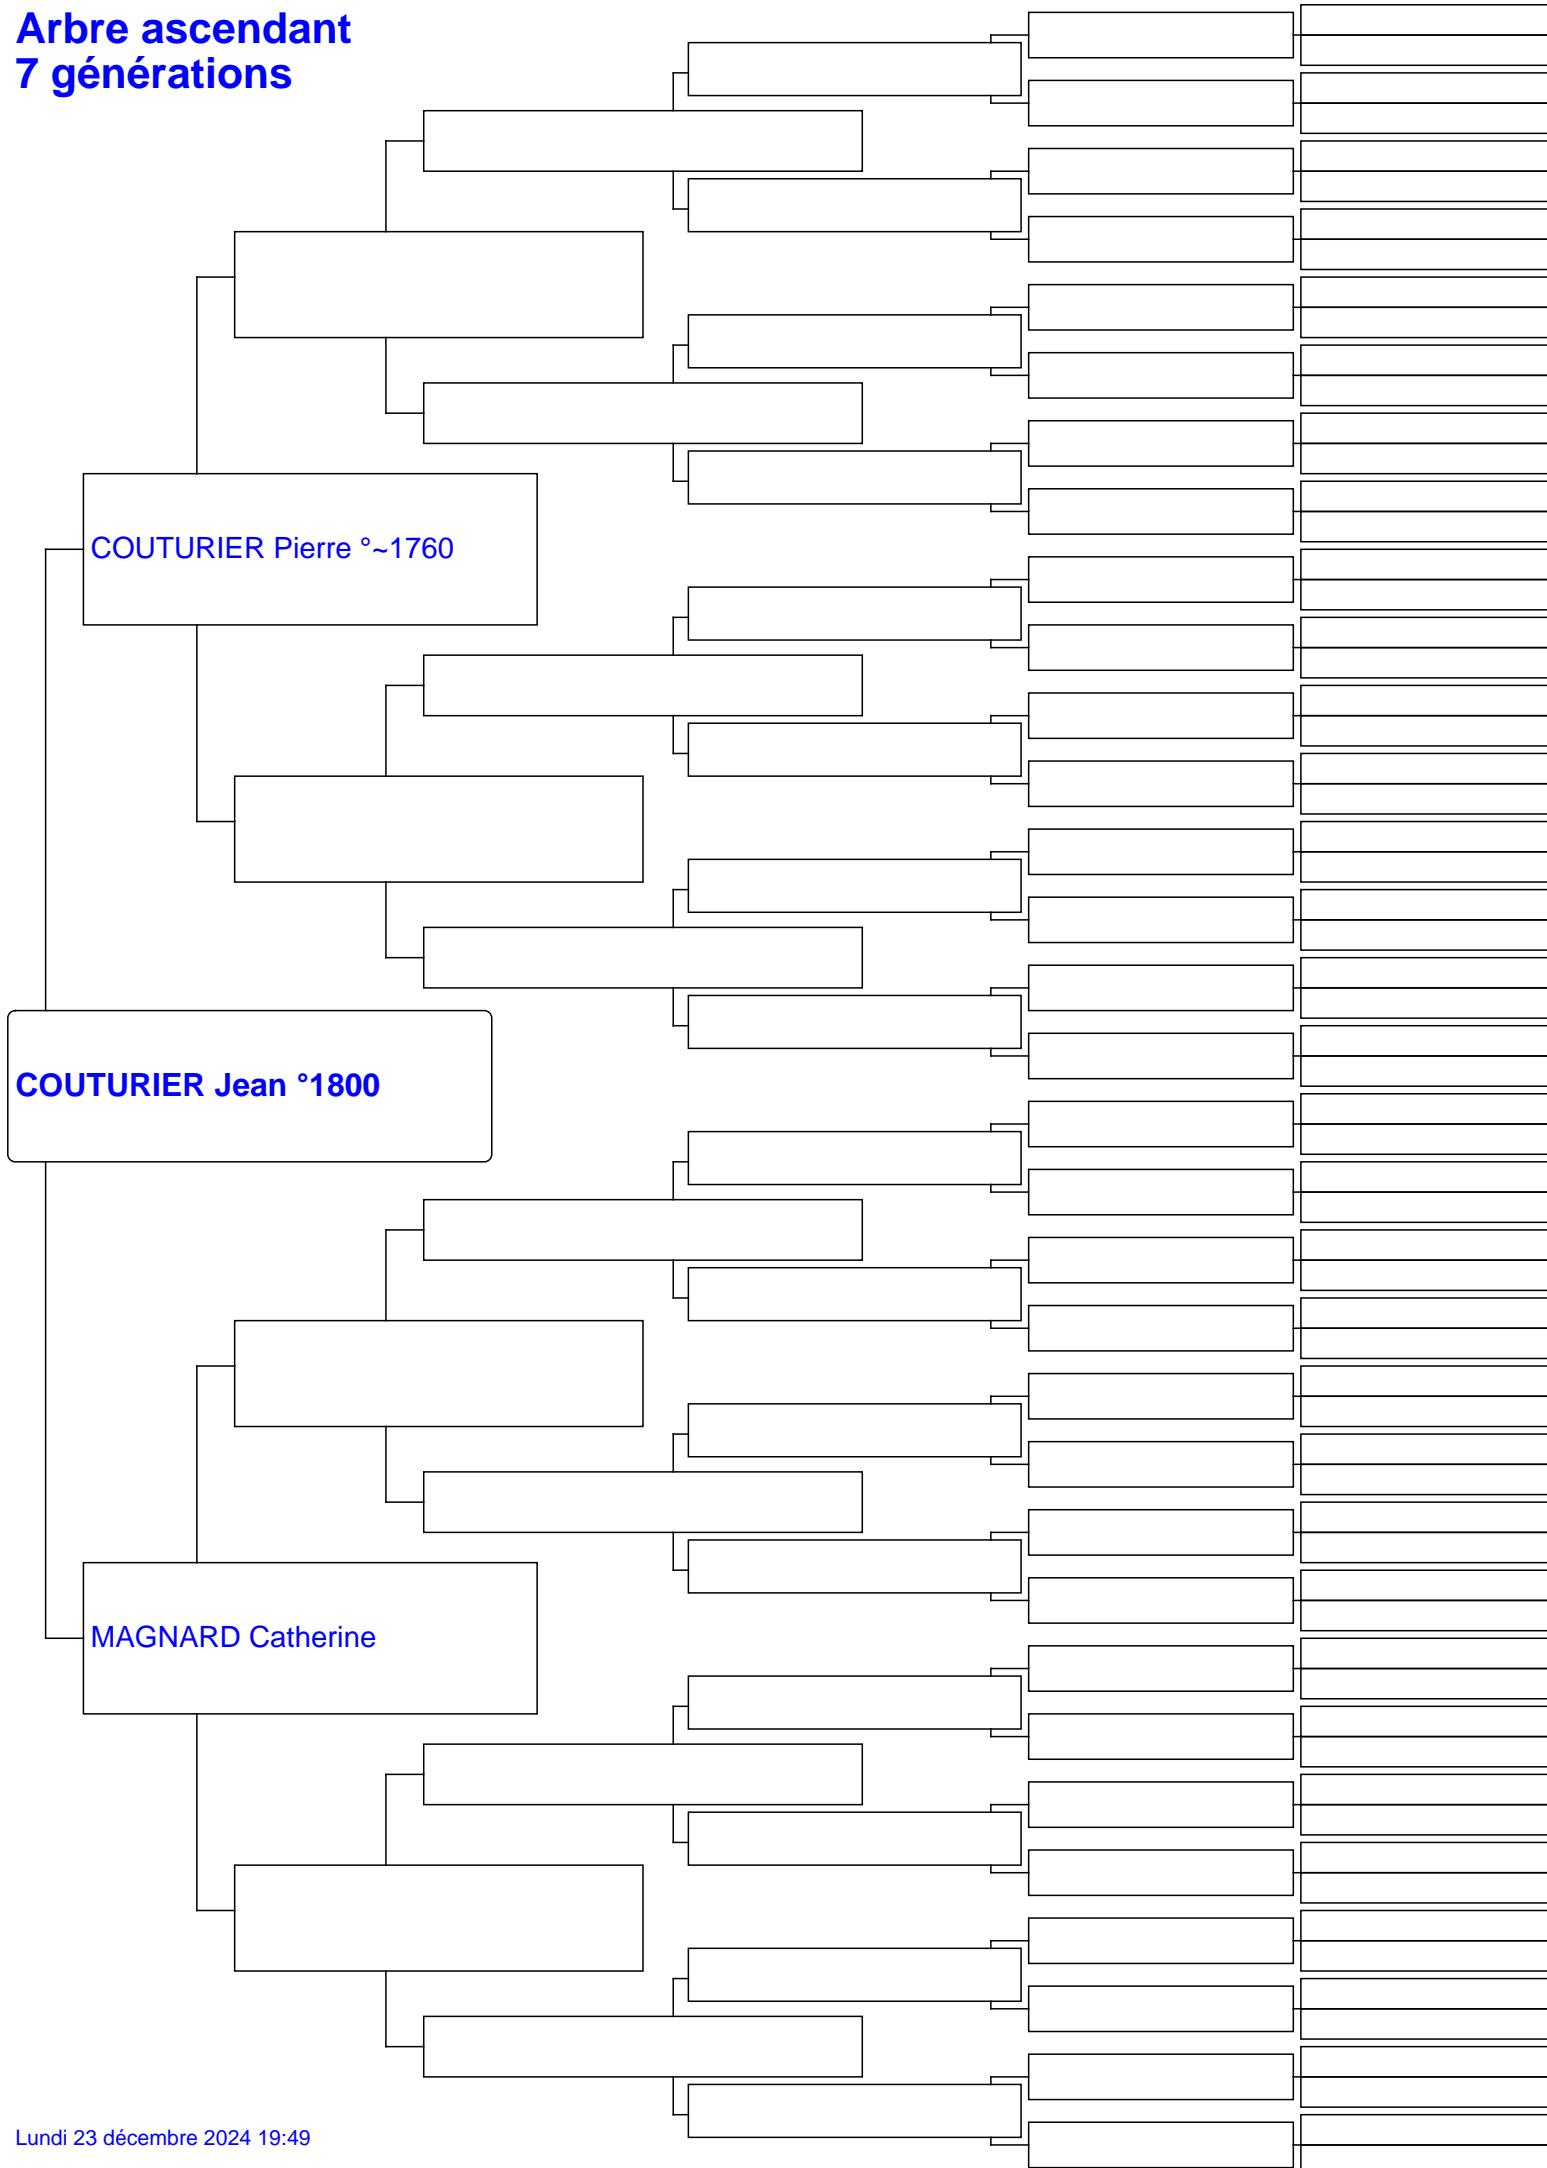 Arbre ascendant
7 générations
COUTURIER Pierre °~1760
COUTURIER Jean °1800
MAGNARD Catherine
Lundi 23 décembre 2024 19:49